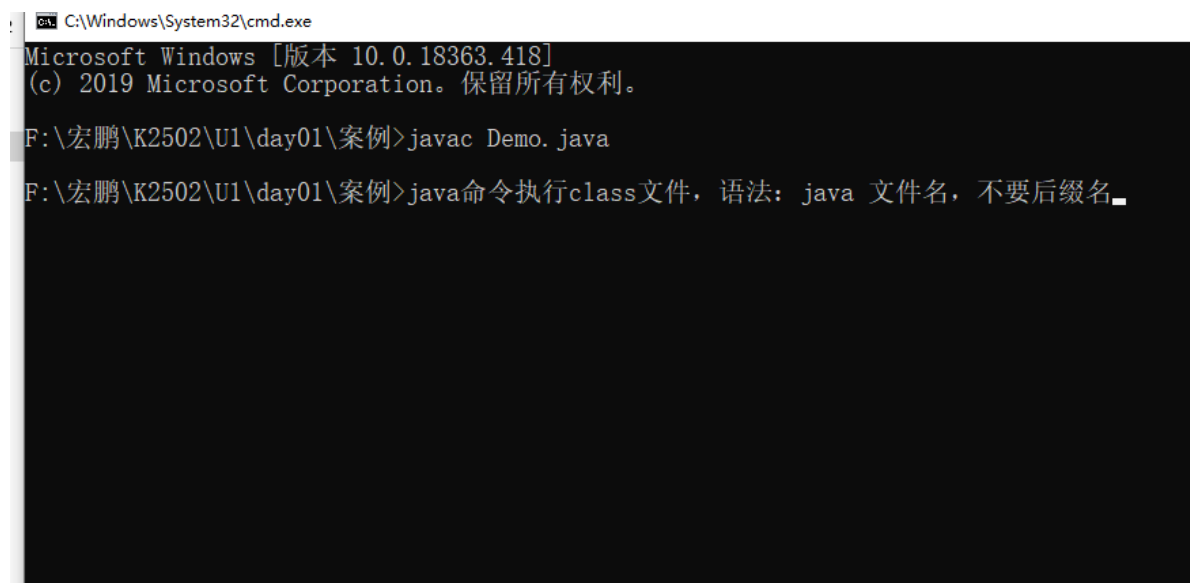 C:\Windows\System32\cmd.exe
Microsoft Windows [版本 10.0.18363.418]
(c) 2019 Microsoft Corporation。保留所有权利。
F:\宏鹏\K2502\U1\day01\案例>javac Demo.java
F:\宏鹏\K2502\U1\day01\案例>java命令执行class文件，语法：java 文件名，不要后缀名